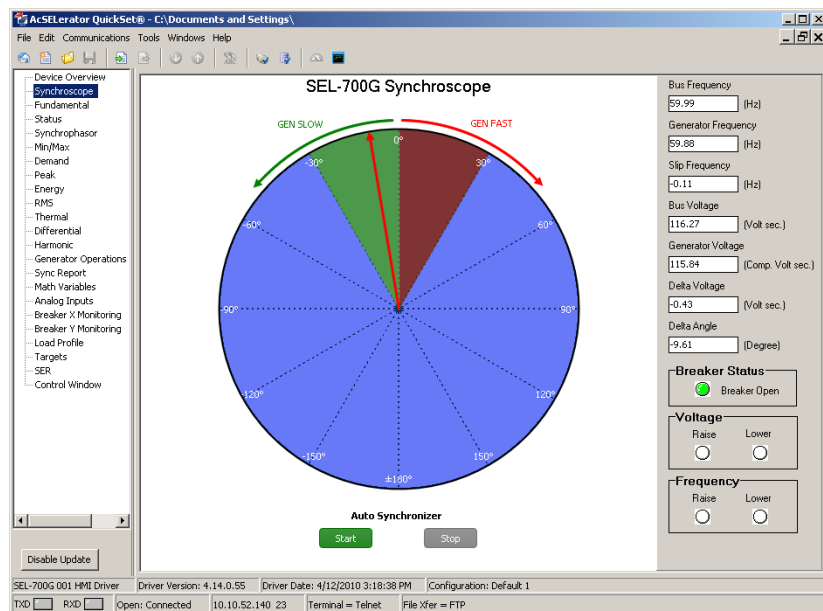 AcSELerator QuickSet® - C:\Documents and Settings\
File Edit Communications Tools Windows Help
Device Overview
Synchroscope
Fundamental
Status
Synchrophasor
Min/Max
Demand
Peak
Energy
RMS
Thermal
Differential
Harmonic
Generator Operations
Sync Report
Math Variables
Analog Inputs
Breaker X Monitoring
Breaker Y Monitoring
Load Profile
Targets
SER
Control Window
Disable Update
SEL-700G Synchroscope
GEN SLOW
GEN FAST
0°
-30°
30°
-60°
60°
-90°
90°
-120°
120°
-150°
150°
±180°
Auto Synchronizer
Start
Stop
Bus Frequency
59.99 (Hz)
Generator Frequency
59.88 (Hz)
Slip Frequency
-0.11 (Hz)
Bus Voltage
116.27 (Volt sec.)
Generator Voltage
115.84 (Comp. Volt sec.)
Delta Voltage
-0.43 (Volt sec.)
Delta Angle
-9.61 (Degree)
Breaker Status
Breaker Open
Voltage
Raise Lower
Frequency
Raise Lower
SEL-700G 001 HMI Driver Driver Version: 4.14.0.55 Driver Date: 4/12/2010 3:18:38 PM Configuration: Default 1
TXD RXD Open: Connected 10.10.52.140 23 Terminal = Telnet File Xfer = FTP